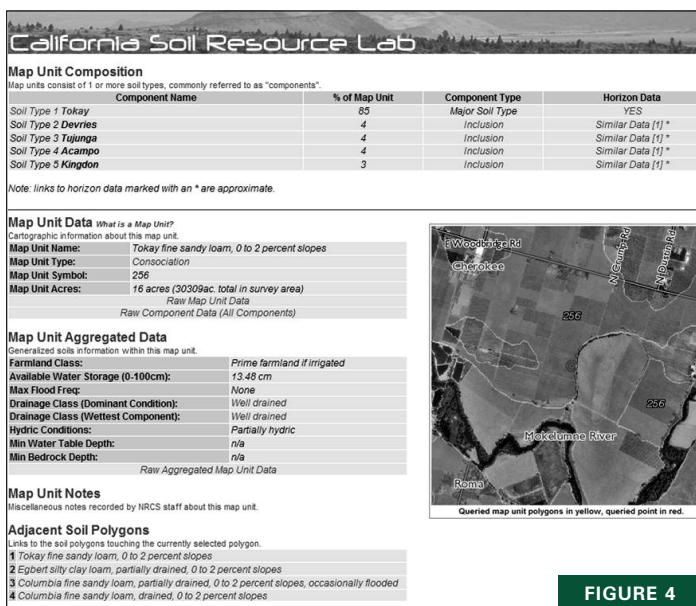 California Soil Resource Lab
Map Unit Composition
Map units consist of 1 or more soil types, commonly referred to as "components".
Component Name % of Map Unit Component Type Horizon Data
Soil Type 1 Tokay 85 Major Soil Type YES
Soil Type 2 Devries 4 Inclusion Similar Data [1] *
Soil Type 3 Tujunga 4 Inclusion Similar Data [1] *
Soil Type 4 Acampo 4 Inclusion Similar Data [1] *
Soil Type 5 Kingdon 3 Inclusion Similar Data [1] *
Note: links to horizon data marked with an * are approximate.
Map Unit Data What is a Map Unit?
Cartographic information about this map unit.
Map Unit Name: Tokay fine sandy loam, 0 to 2 percent slopes
Map Unit Type: Consociation
Map Unit Symbol: 256
Map Unit Acres: 16 acres (30309ac. total in survey area)
Raw Map Unit Data
Raw Component Data (All Components)
Map Unit Aggregated Data
Generalized soils information within this map unit.
Farmland Class: Prime farmland if irrigated
Available Water Storage (0-100cm): 13.48 cm
Max Flood Freq: None
Drainage Class (Dominant Condition): Well drained
Drainage Class (Wettest Component): Well drained
Hydric Conditions: Partially hydric
Min Water Table Depth: n/a
Min Bedrock Depth: n/a
Raw Aggregated Map Unit Data
Map Unit Notes
Miscellaneous notes recorded by NRCS staff about this map unit.
Adjacent Soil Polygons
Links to the soil polygons touching the currently selected polygon.
1 Tokay fine sandy loam, 0 to 2 percent slopes
2 Egbert silty clay loam, partially drained, 0 to 2 percent slopes
3 Columbia fine sandy loam, partially drained, 0 to 2 percent slopes, occasionally flooded
4 Columbia fine sandy loam, drained, 0 to 2 percent slopes
E Woodbridge Rd
Cherokee
N Crump Rd
N Dustin Rd
256
256
Mokelumne River
Roma
Queried map unit polygons in yellow, queried point in red.
FIGURE 4